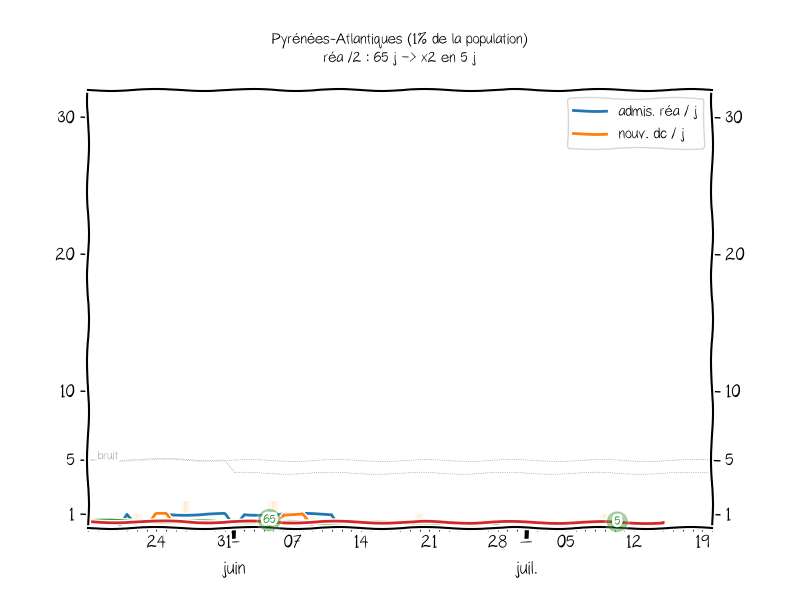 Pyrénées-Atlantiques (1% de la population)
réa /2 : 65 j -> x2 en 5 j
admis. réa / j
nouv. dc / j
30 30
20 20
10 10
bruit
5 5
1 1
65 5
24 31 07 14 21 28 05 12 19
juin juil.